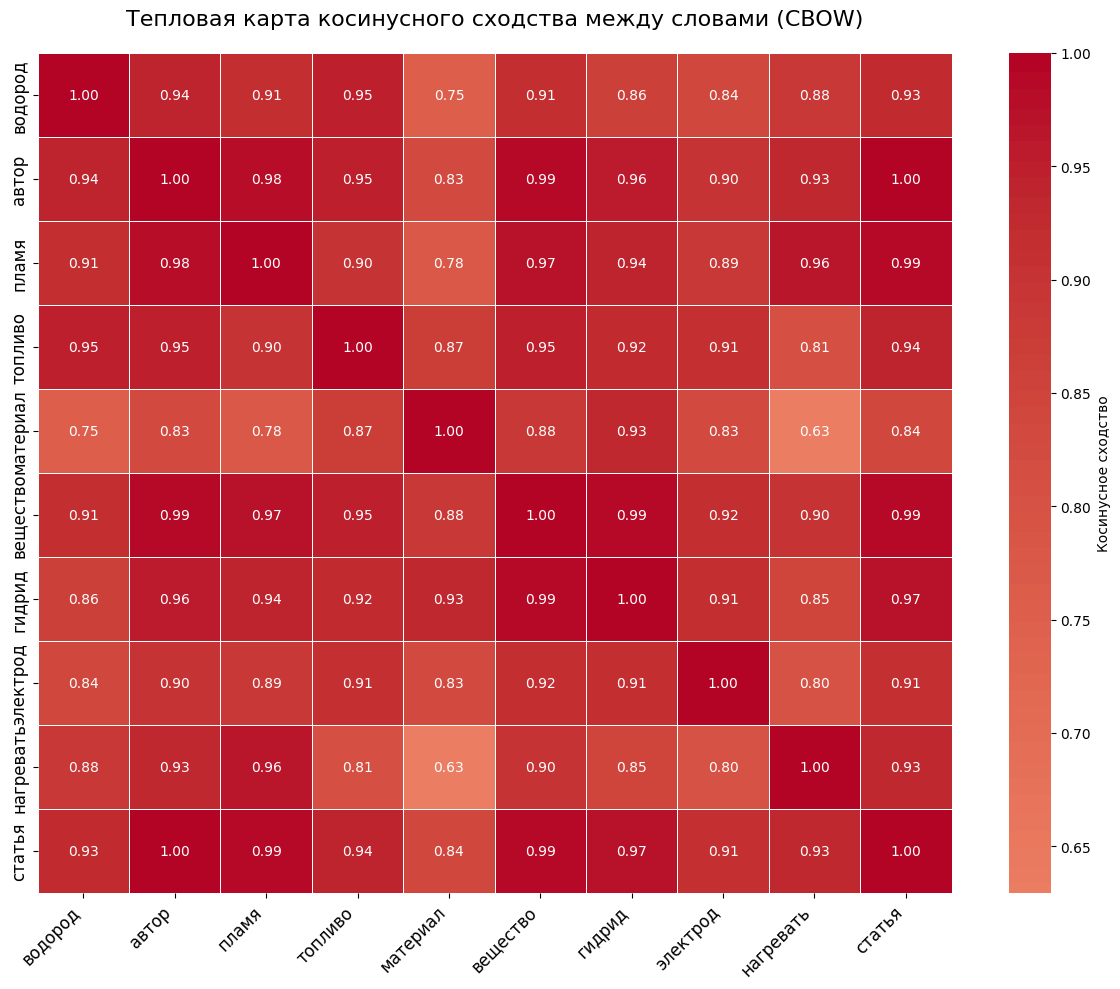 Тепловая карта косинусного сходства между словами (CBOW)
водород 1.00 0.94 0.91 0.95 0.75 0.91 0.86 0.84 0.88 0.93
автор 0.94 1.00 0.98 0.95 0.83 0.99 0.96 0.90 0.93 1.00
пламя 0.91 0.98 1.00 0.90 0.78 0.97 0.94 0.89 0.96 0.99
топливо 0.95 0.95 0.90 1.00 0.87 0.95 0.92 0.91 0.81 0.94
материал 0.75 0.83 0.78 0.87 1.00 0.88 0.93 0.83 0.63 0.84
вещество 0.91 0.99 0.97 0.95 0.88 1.00 0.99 0.92 0.90 0.99
гидрид 0.86 0.96 0.94 0.92 0.93 0.99 1.00 0.91 0.85 0.97
электрод 0.84 0.90 0.89 0.91 0.83 0.92 0.91 1.00 0.80 0.91
нагревать 0.88 0.93 0.96 0.81 0.63 0.90 0.85 0.80 1.00 0.93
статья 0.93 1.00 0.99 0.94 0.84 0.99 0.97 0.91 0.93 1.00
водород автор пламя топливо материал вещество гидрид электрод нагревать статья
1.00
0.95
0.90
0.85
0.80
0.75
0.70
0.65
Косинусное сходство